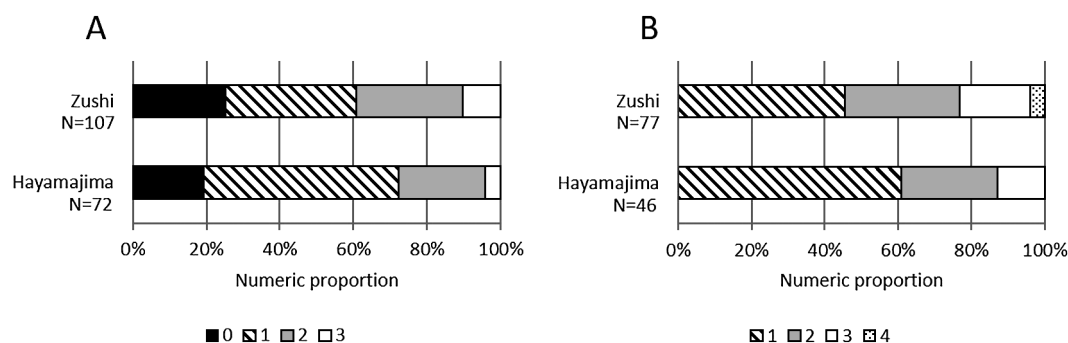 A
Zushi
N=107
Hayamajima
N=72
0% 20% 40% 60% 80% 100%
Numeric proportion
0 1 2 3
B
Zushi
N=77
Hayamajima
N=46
0% 20% 40% 60% 80% 100%
Numeric proportion
1 2 3 4